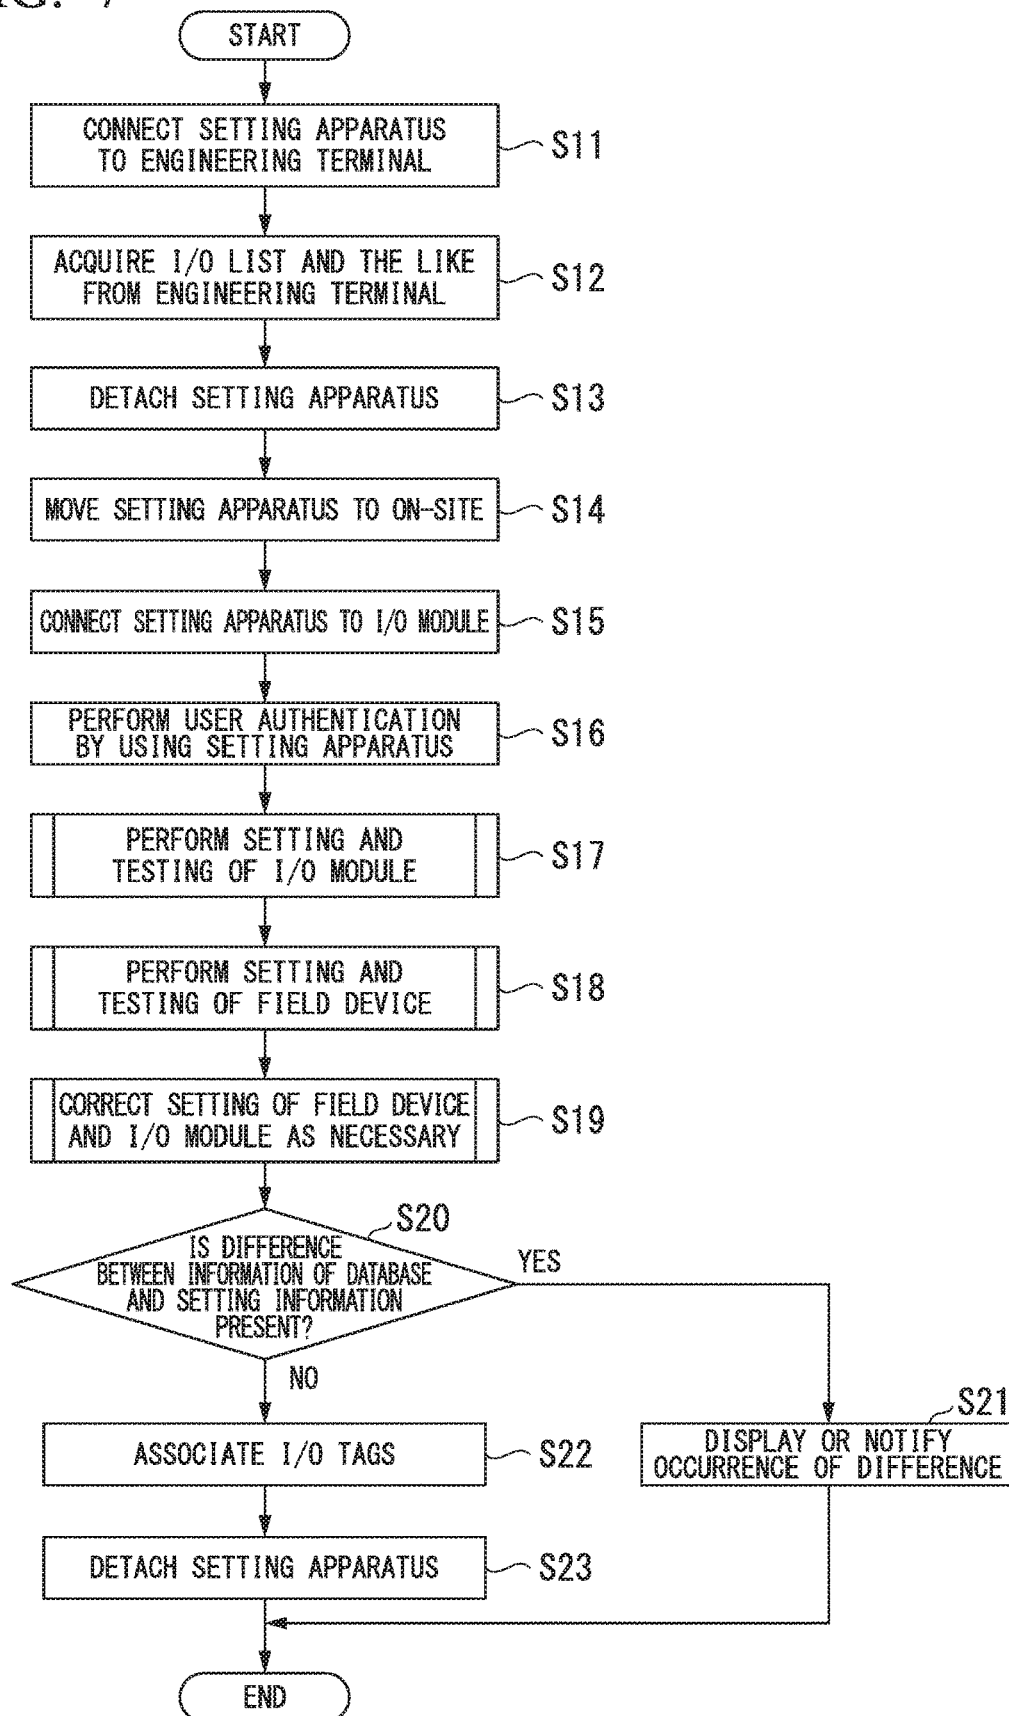 START
CONNECT SETTING APPARATUS
TO ENGINEERING TERMINAL
S11
ACQUIRE I/O LIST AND THE LIKE
FROM ENGINEERING TERMINAL
S12
DETACH SETTING APPARATUS
S13
MOVE SETTING APPARATUS TO ON-SITE
S14
CONNECT SETTING APPARATUS TO I/O MODULE
S15
PERFORM USER AUTHENTICATION
BY USING SETTING APPARATUS
S16
PERFORM SETTING AND
TESTING OF I/O MODULE
S17
PERFORM SETTING AND
TESTING OF FIELD DEVICE
S18
CORRECT SETTING OF FIELD DEVICE
AND I/O MODULE AS NECESSARY
S19
S20
IS DIFFERENCE
BETWEEN INFORMATION OF DATABASE
AND SETTING INFORMATION
PRESENT?
YES
NO
S21
DISPLAY OR NOTIFY
OCCURRENCE OF DIFFERENCE
ASSOCIATE I/O TAGS
S22
DETACH SETTING APPARATUS
S23
END